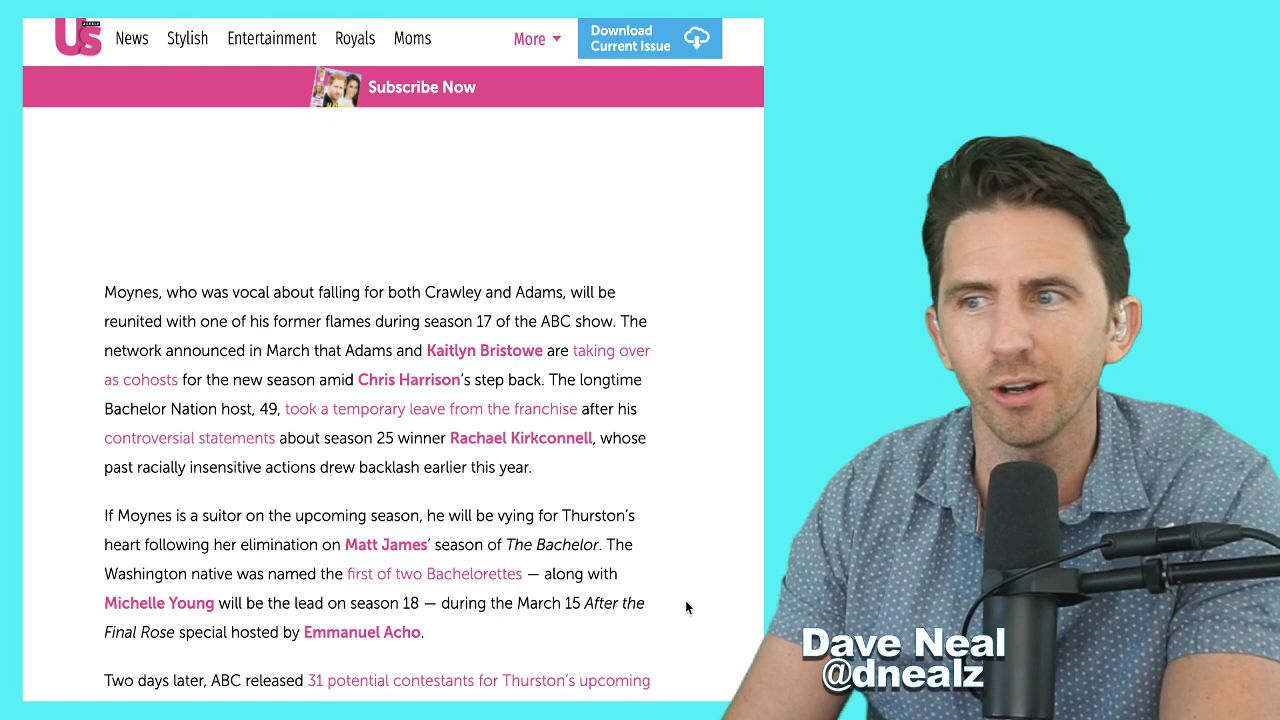 Us
WEEKLY
News Stylish Entertainment Royals Moms More
Download
Current Issue
Subscribe Now
Moynes, who was vocal about falling for both Crawley and Adams, will be
reunited with one of his former flames during season 17 of the ABC show. The
network announced in March that Adams and Kaitlyn Bristowe are taking over
as cohosts for the new season amid Chris Harrison's step back. The longtime
Bachelor Nation host, 49, took a temporary leave from the franchise after his
controversial statements about season 25 winner Rachael Kirkconnell, whose
past racially insensitive actions drew backlash earlier this year.
If Moynes is a suitor on the upcoming season, he will be vying for Thurston's
heart following her elimination on Matt James' season of The Bachelor. The
Washington native was named the first of two Bachelorettes — along with
Michelle Young will be the lead on season 18 — during the March 15 After the
Final Rose special hosted by Emmanuel Acho.
Two days later, ABC released 31 potential contestants for Thurston's upcoming
Dave Neal
@dnealz